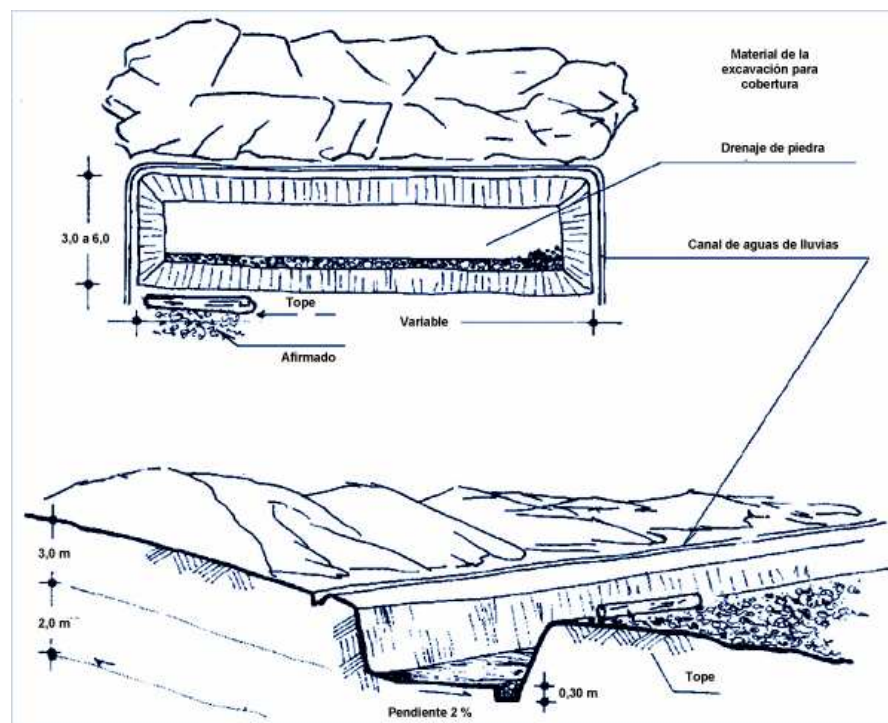 Material de la
excavación para
cobertura
Drenaje de piedra
3,0 a 6,0
Canal de aguas de lluvias
Tope
Variable
Afirmado
3,0 m
2,0 m
Tope
0,30 m
Pendiente 2 %